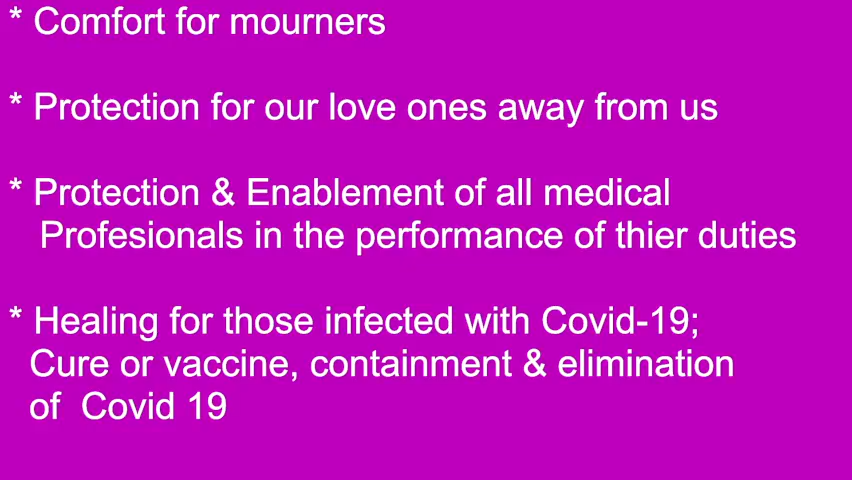 * Comfort for mourners
* Protection for our love ones away from us
* Protection & Enablement of all medical
Profesionals in the performance of thier duties
* Healing for those infected with Covid-19;
Cure or vaccine, containment & elimination
of  Covid 19